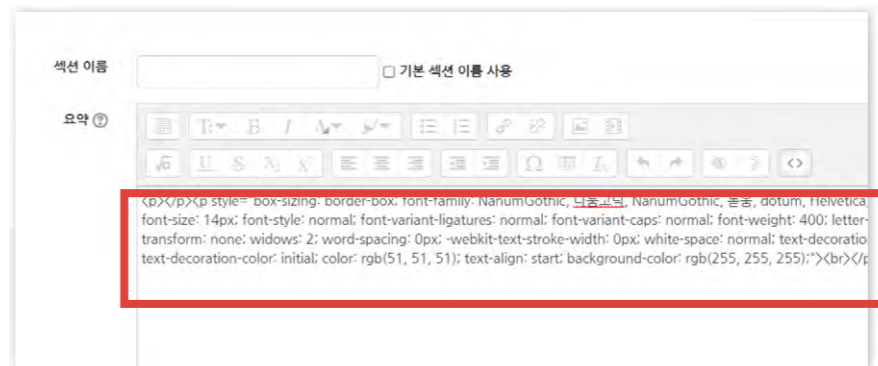 섹션 이름
기본 섹션 이름 사용
요약
<p></p><p style="box-sizing: border-box; font-family: NanumGothic, 나눔고딕, NanumGothic, 돋움, dotum, Helvetica,
font-size: 14px; font-style: normal; font-variant-ligatures: normal; font-variant-caps: normal; font-weight: 400; letter-
transform: none; widows: 2; word-spacing: 0px; -webkit-text-stroke-width: 0px; white-space: normal; text-decoratio
text-decoration-color: initial; color: rgb(51, 51, 51); text-align: start; background-color: rgb(255, 255, 255);"><br></p